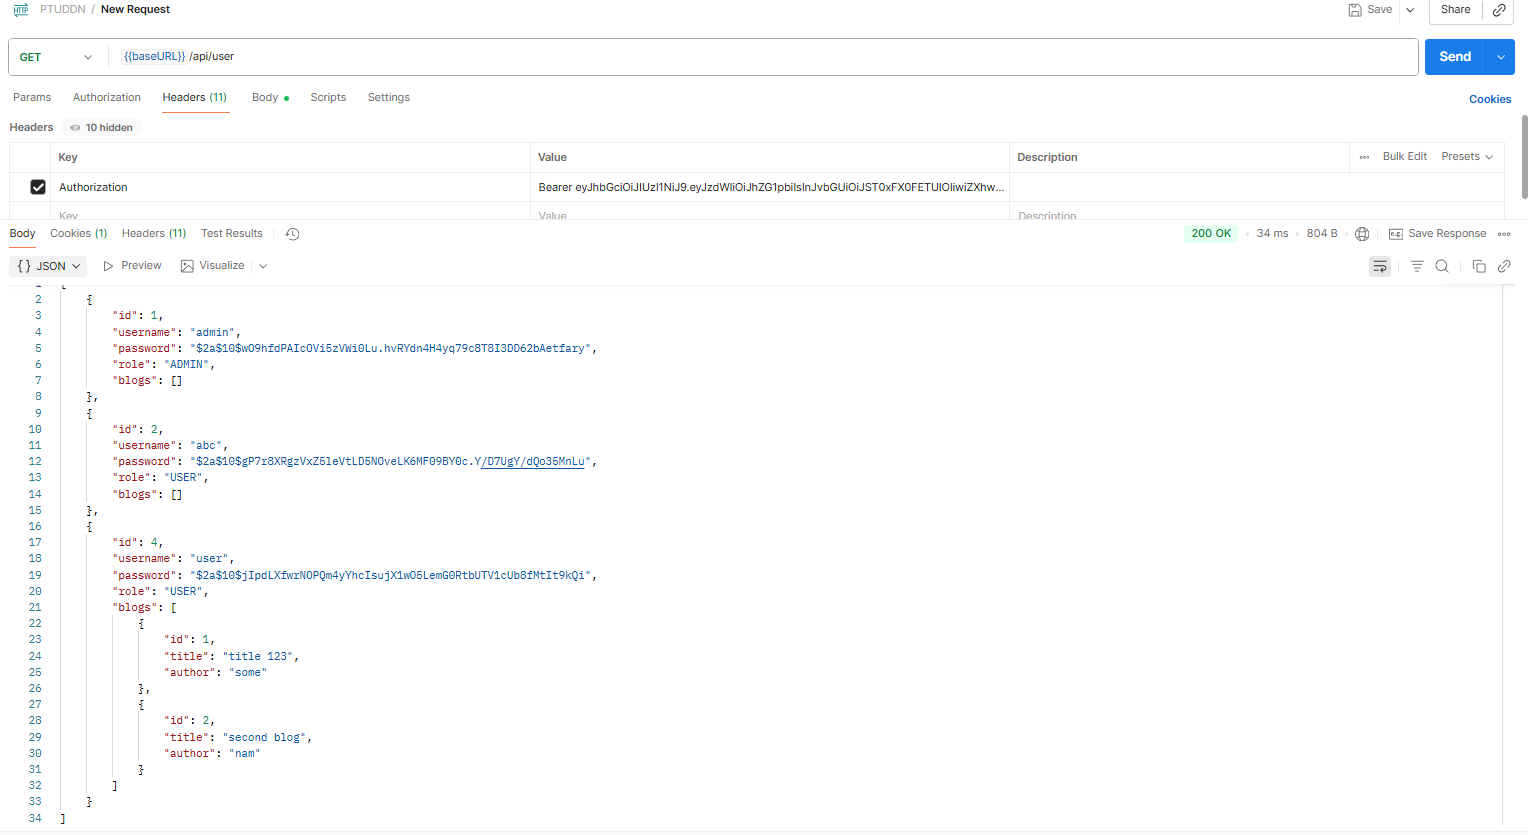 HTTP PTUDDN / New Request Save Share
GET {{baseURL}} /api/user Send
Params Authorization Headers (11) Body Scripts Settings Cookies
Headers 10 hidden
Key Value Description Bulk Edit Presets
Authorization Bearer eyJhbGciOiJIUzI1NiJ9.eyJzdWIiOiJhZG1pbiIsInJvbGUiOiJST0xFX0FETUlOIiwiZXhw...
Key Value Description
Body Cookies (1) Headers (11) Test Results 200 OK 34 ms 804 B e.g. Save Response
{} JSON Preview Visualize
1 [
2 {
3 "id": 1,
4 "username": "admin",
5 "password": "$2a$10$wO9hfdPAIcOVi5zVWi0Lu.hvRYdn4H4yq79c8T8I3DD62bAetfary",
6 "role": "ADMIN",
7 "blogs": []
8 },
9 {
10 "id": 2,
11 "username": "abc",
12 "password": "$2a$10$gP7r8XRgzVxZ5leVtLD5NOveLK6MF09BY0c.Y/D7UgY/dQo35MnLu",
13 "role": "USER",
14 "blogs": []
15 },
16 {
17 "id": 4,
18 "username": "user",
19 "password": "$2a$10$jIpdLXfwrNOPQm4yYhcIsujX1wO5LemG0RtbUTV1cUb8fMtIt9kQi",
20 "role": "USER",
21 "blogs": [
22 {
23 "id": 1,
24 "title": "title 123",
25 "author": "some"
26 },
27 {
28 "id": 2,
29 "title": "second blog",
30 "author": "nam"
31 }
32 ]
33 }
34 ]